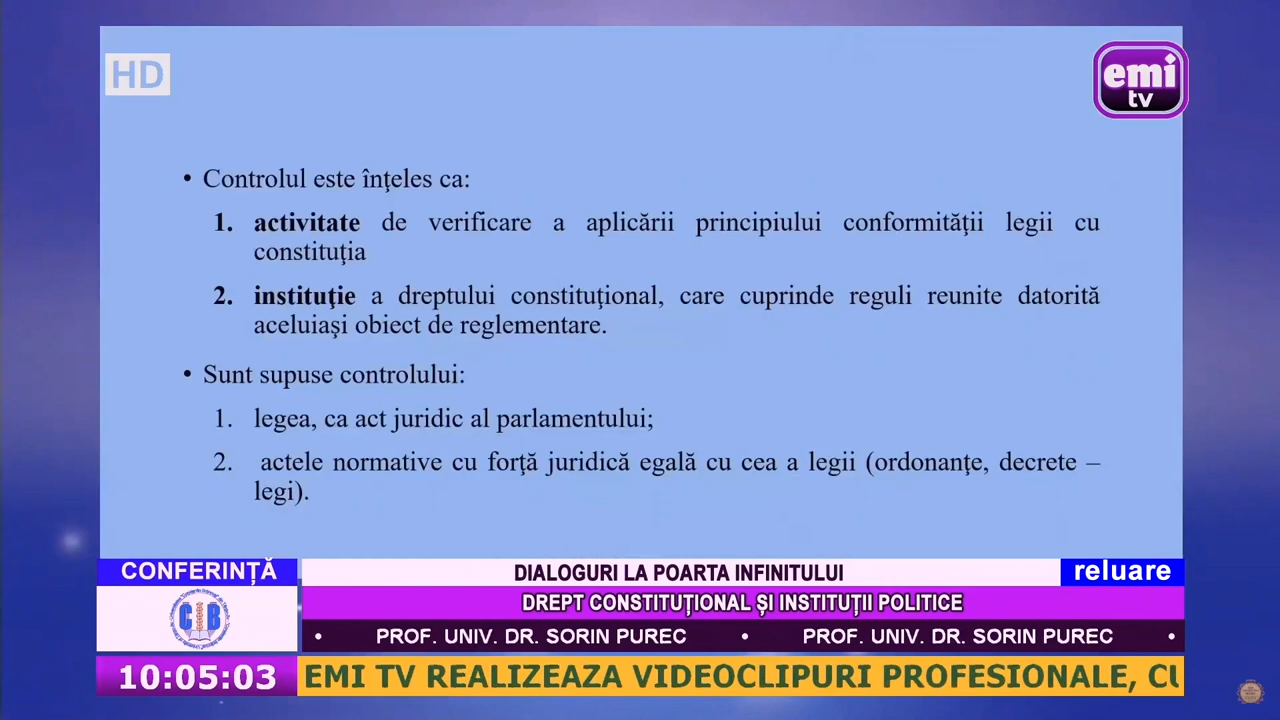 HD
emi
tv
• Controlul este înţeles ca:
1. activitate de verificare a aplicării principiului conformităţii legii cu
constituţia
2. instituţie a dreptului constituţional, care cuprinde reguli reunite datorită
aceluiaşi obiect de reglementare.
• Sunt supuse controlului:
1. legea, ca act juridic al parlamentului;
2. actele normative cu forţă juridică egală cu cea a legii (ordonanţe, decrete –
legi).
CONFERINȚĂ
DIALOGURI LA POARTA INFINITULUI
reluare
DREPT CONSTITUȚIONAL ȘI INSTITUȚII POLITICE
• PROF. UNIV. DR. SORIN PUREC • PROF. UNIV. DR. SORIN PUREC •
CB
10:05:03
EMI TV REALIZEAZA VIDEOCLIPURI PROFESIONALE, CU